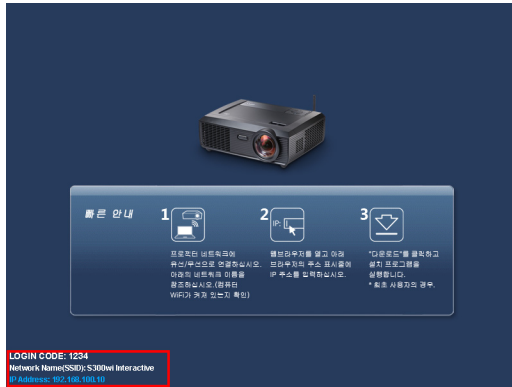 빠른 안내
1
2
IP:
3
프로젝터 네트워크에
유선/무선으로 연결하십시오.
아래의 네트워크 이름을
참조하십시오.(컴퓨터
WiFi가 켜져 있는지 확인)
웹브라우저를 열고 아래
브라우저의 주소 표시줄에
IP 주소를 입력하십시오.
"다운로드"를 클릭하고
설치 프로그램을
실행합니다.
* 최초 사용자의 경우.
LOGIN CODE: 1234
Network Name(SSID): S300wi Interactive
IP Address: 192.168.100.10